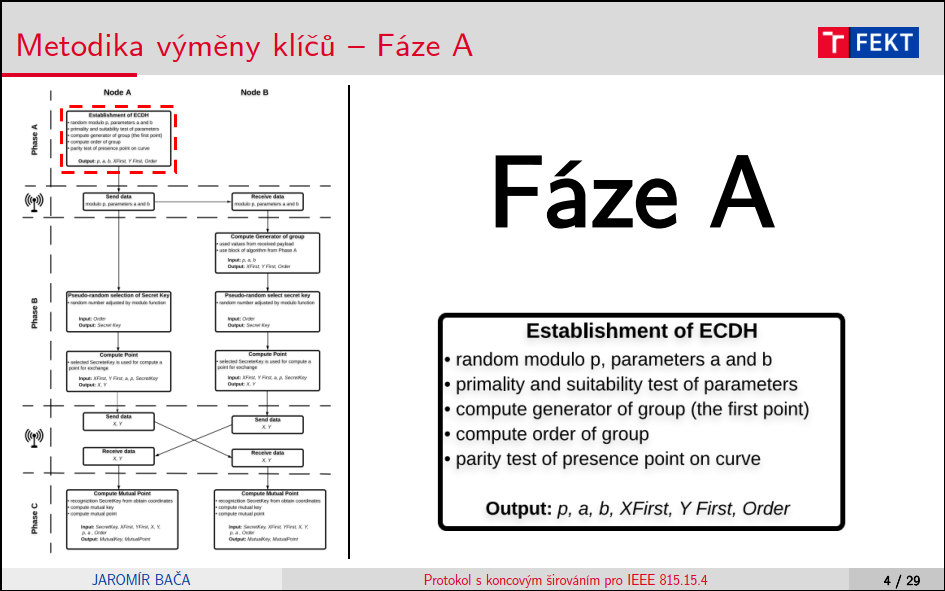 Metodika výměny klíčů – Fáze A
T FEKT
Node A
Node B
Phase A
Establishment of ECDH
• random modulo p, parameters a and b
• primality and suitability test of parameters
• compute generator of group (the first point)
• compute order of group
• parity test of presence point on curve
Output: p, a, b, XFirst, Y First, Order
Send data
modulo p, parameters a and b
Receive data
modulo p, parameters a and b
Phase B
Compute Generator of group
• used values from received payload
• use block of algorithm from Phase A
Input: p, a, b
Output: XFirst, Y First, Order
Pseudo-random selection of Secret Key
• random number adjusted by modulo function
Input: Order
Output: Secret Key
Pseudo-random select secret key
• random number adjusted by modulo function
Input: Order
Output: Secret Key
Compute Point
• selected SecreteKey is used for compute a
point for exchange
Input: XFirst, Y First, a, p, SecretKey
Output: X, Y
Compute Point
• selected SecreteKey is used for compute a
point for exchange
Input: XFirst, Y First, a, p, SecretKey
Output: X, Y
Send data
X, Y
Send data
X, Y
Receive data
X, Y
Receive data
X, Y
Phase C
Compute Mutual Point
• recognizition SecretKey from obtain coordinates
• compute mutual key
• compute mutual point
Input: SecretKey, XFirst, YFirst, X, Y,
p, a , Order
Output: MutualKey, MutualPoint
Compute Mutual Point
• recognizition SecretKey from obtain coordinates
• compute mutual key
• compute mutual point
Input: SecretKey, XFirst, YFirst, X, Y,
p, a , Order
Output: MutualKey, MutualPoint
Fáze A
Establishment of ECDH
• random modulo p, parameters a and b
• primality and suitability test of parameters
• compute generator of group (the first point)
• compute order of group
• parity test of presence point on curve
Output: p, a, b, XFirst, Y First, Order
JAROMÍR BAČA
Protokol s koncovým šifrováním pro IEEE 815.15.4
4 / 29